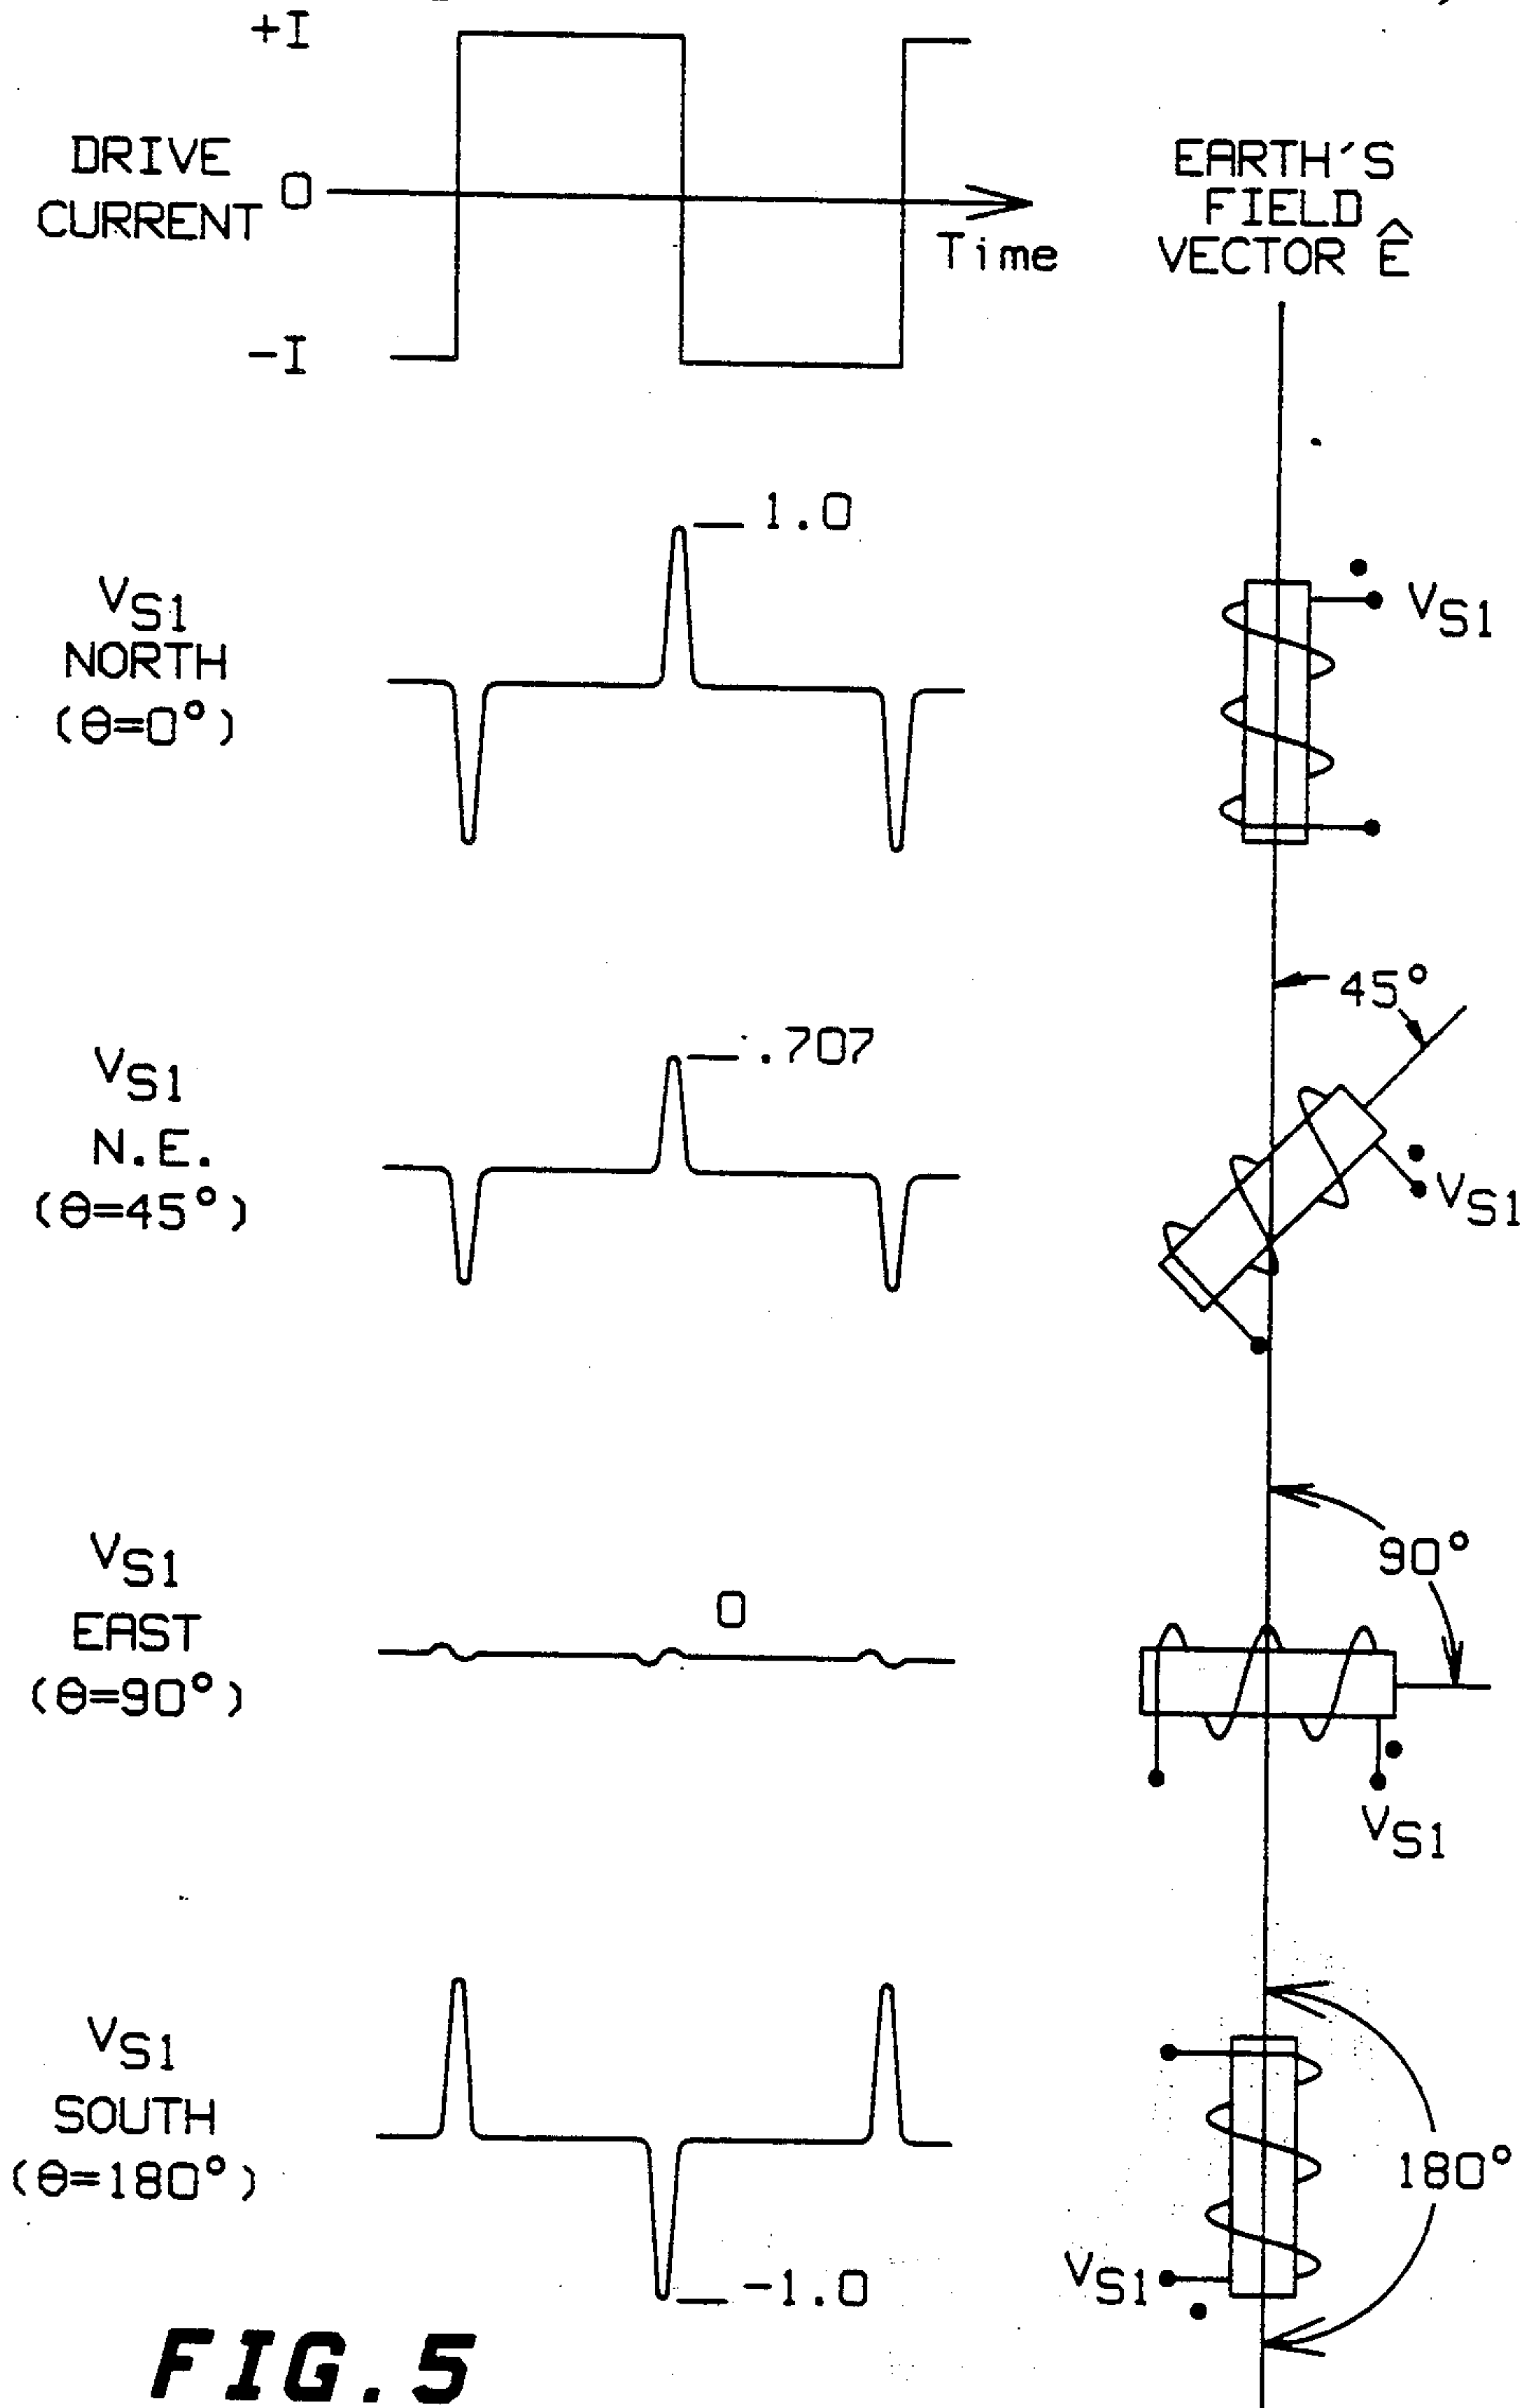 +I
DRIVE
CURRENT
0
Time
-I
EARTH'S
FIELD
VECTOR Ê
1.0
VS1
NORTH
(θ=0°)
VS1
45°
.707
VS1
N.E.
(θ=45°)
VS1
90°
0
VS1
EAST
(θ=90°)
VS1
VS1
SOUTH
(θ=180°)
180°
VS1
-1.0
FIG.5